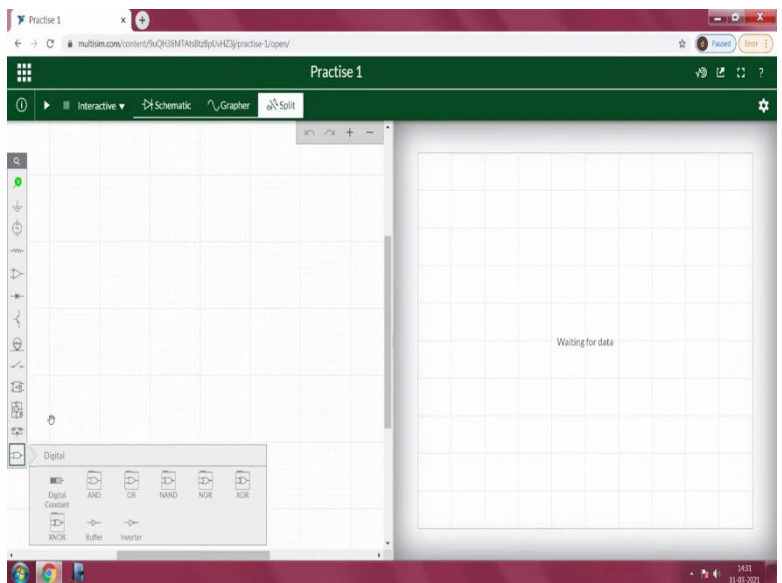 Practise 1
multisim.com/content/9uQH38MTAtsBtzBpUvHZ3j/practise-1/open/
Paused
Error
Practise 1
Interactive
Schematic
Grapher
Split
Waiting for data
Digital
Digital Constant
AND
OR
NAND
NOR
XOR
XNOR
Buffer
Inverter
14:31
11-03-2021